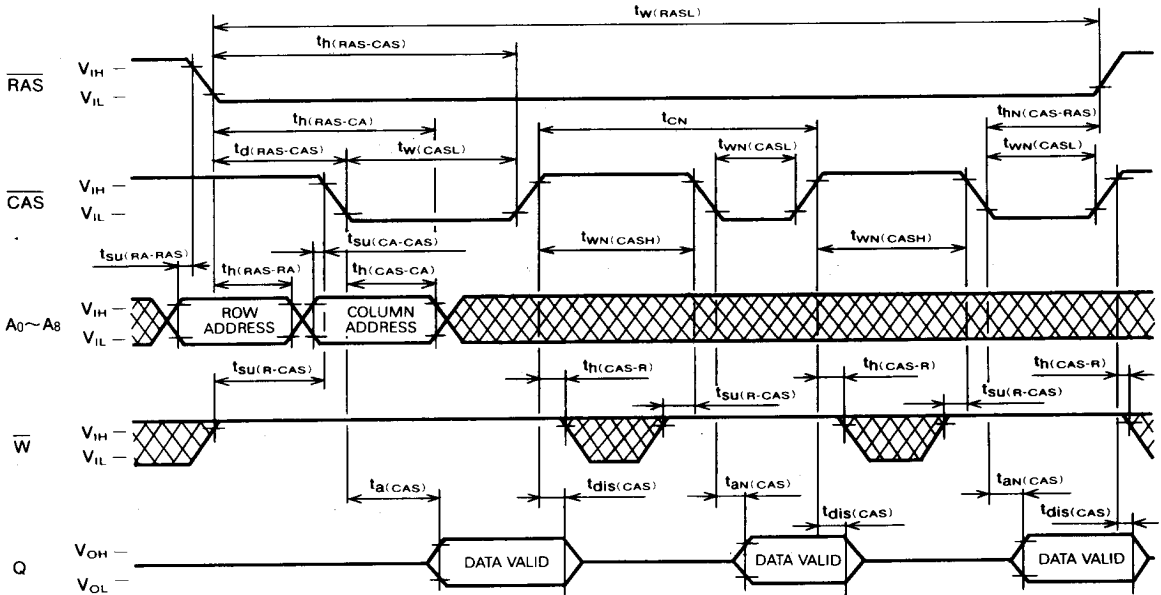 tw(RASL)
th(RAS-CAS)
RAS
VIH
VIL
th(RAS-CA)
tCN
thN(CAS-RAS)
td(RAS-CAS)
tw(CASL)
twN(CASL)
twN(CASL)
CAS
VIH
VIL
tsu(RA-RAS)
tsu(CA-CAS)
twN(CASH)
twN(CASH)
th(RAS-RA)
th(CAS-CA)
A0~A8
VIH
VIL
ROW ADDRESS
COLUMN ADDRESS
tsu(R-CAS)
th(CAS-R)
th(CAS-R)
th(CAS-R)
tsu(R-CAS)
tsu(R-CAS)
W
VIH
VIL
ta(CAS)
tdis(CAS)
taN(CAS)
taN(CAS)
tdis(CAS)
tdis(CAS)
Q
VOH
VOL
DATA VALID
DATA VALID
DATA VALID